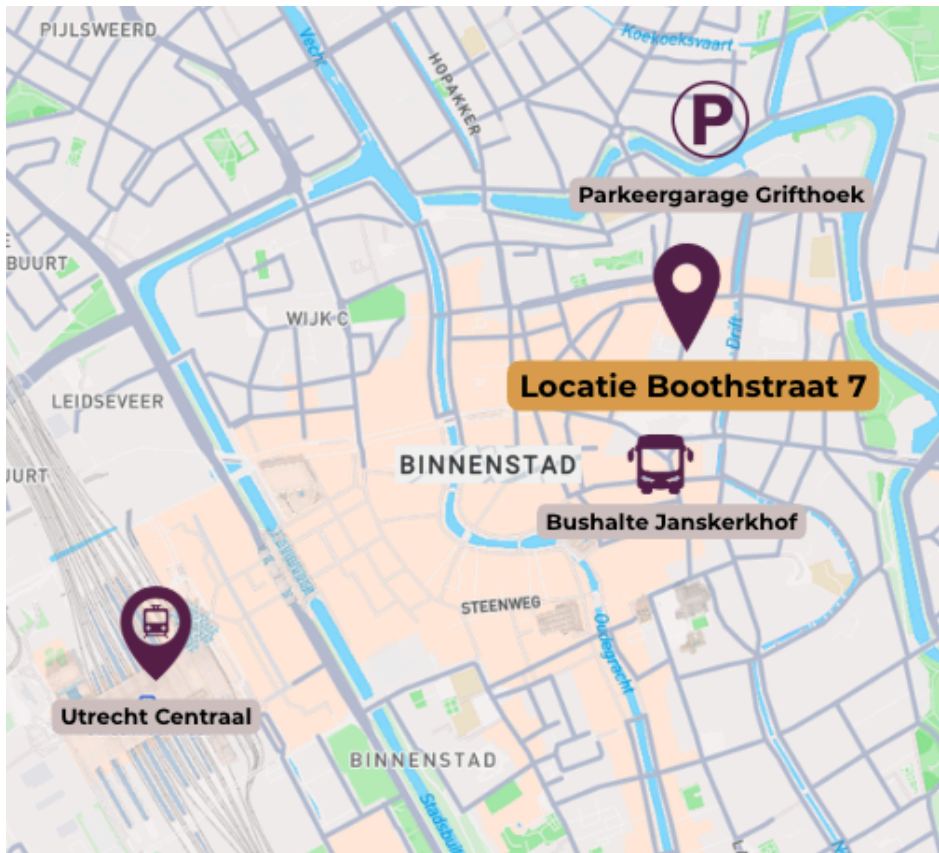 PIJLSWEERD
Vecht
HOPAKKER
Koekoeksvaart
P
Parkeergarage Grifthoek
BUURT
WIJK C
Drift
Locatie Boothstraat 7
LEIDSEVEER
BINNENSTAD
UURT
Bushalte Janskerkhof
STEENWEG
Oudegracht
Utrecht Centraal
BINNENSTAD
Stadsbui